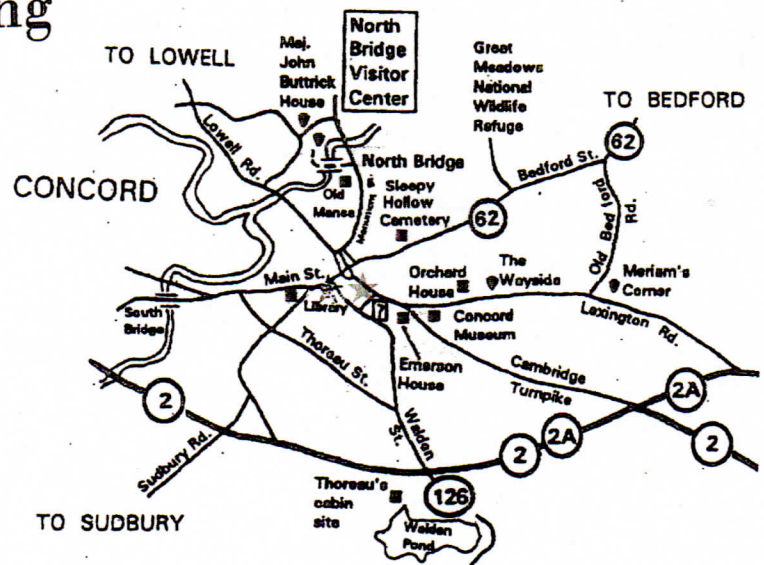 ng
TO LOWELL
Maj.
John
Buttrick
House
North
Bridge
Visitor
Center
Great
Meadows
National
Wildlife
Refuge
TO BEDFORD
62
Lowell Rd.
North Bridge
Bedford St.
CONCORD
Old
Manse
Monument
Sleepy
Hollow
Cemetery
62
Old Bedford
Rd.
Main St.
Library
Orchard
House
The
Wayside
Meriam's
Corner
South
Bridge
Concord
Museum
Lexington Rd.
Thoreau St.
Emerson
House
Cambridge
Turnpike
2
Walden
St.
2A
2A
2
2
Sudbury Rd.
Thoreau's
cabin
site
126
TO SUDBURY
Walden
Pond